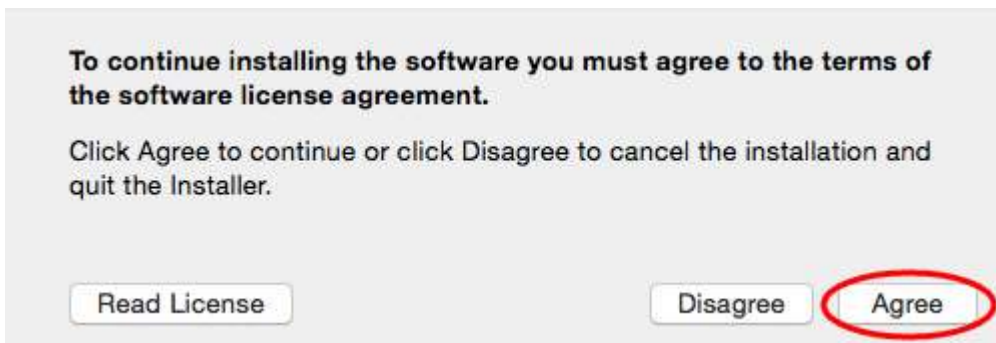 To continue installing the software you must agree to the terms of
the software license agreement.
Click Agree to continue or click Disagree to cancel the installation and
quit the Installer.
Read License
Disagree
Agree